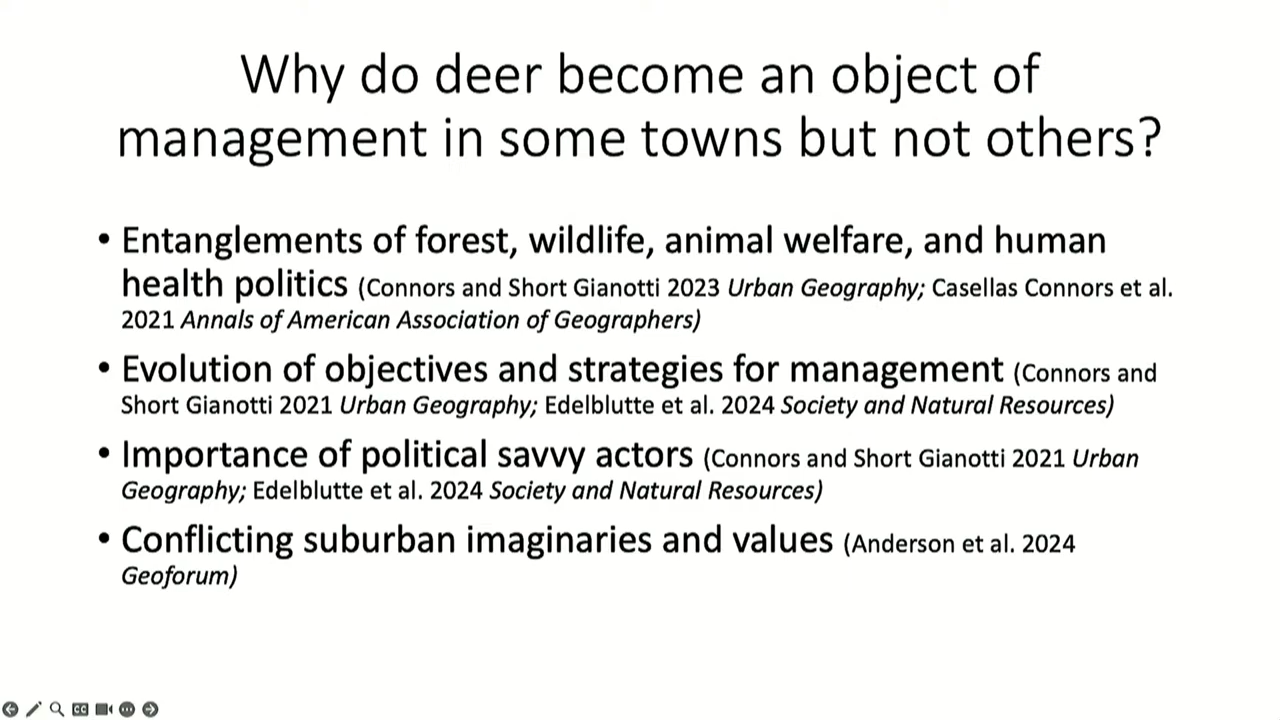 Why do deer become an object of
management in some towns but not others?
• Entanglements of forest, wildlife, animal welfare, and human
health politics (Connors and Short Gianotti 2023 Urban Geography; Casellas Connors et al.
2021 Annals of American Association of Geographers)
• Evolution of objectives and strategies for management (Connors and
Short Gianotti 2021 Urban Geography; Edelblutte et al. 2024 Society and Natural Resources)
• Importance of political savvy actors (Connors and Short Gianotti 2021 Urban
Geography; Edelblutte et al. 2024 Society and Natural Resources)
• Conflicting suburban imaginaries and values (Anderson et al. 2024
Geoforum)
CC